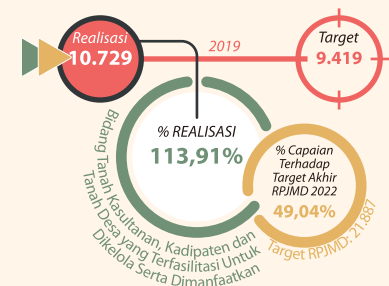 Realisasi
10.729
2019
Target
9.419
% REALISASI
113,91%
% Capaian
Terhadap
Target Akhir
RPJMD 2022
49,04%
Target RPJMD: 21.887
Bidang Tanah Kasultanan, Kadipaten dan
Tanah Desa yang Terfasilitasi Untuk
Dikelola Serta Dimanfaatkan